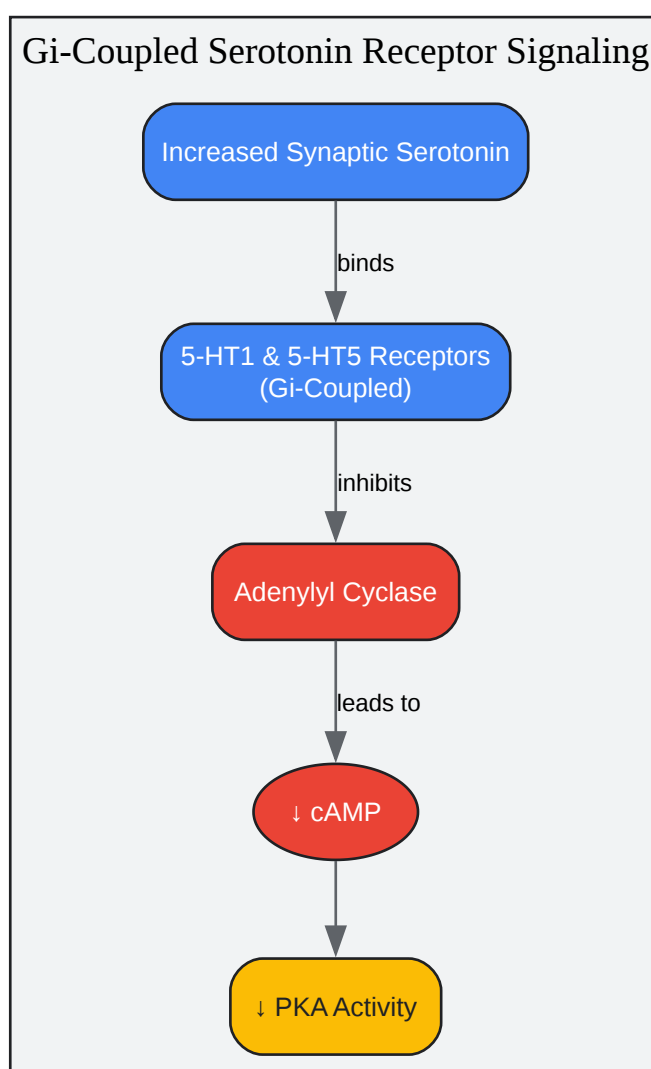 Gi-Coupled Serotonin Receptor Signaling
Increased Synaptic Serotonin
binds
5-HT1 & 5-HT5 Receptors
(Gi-Coupled)
inhibits
Adenylyl Cyclase
leads to
↓ cAMP
↓ PKA Activity